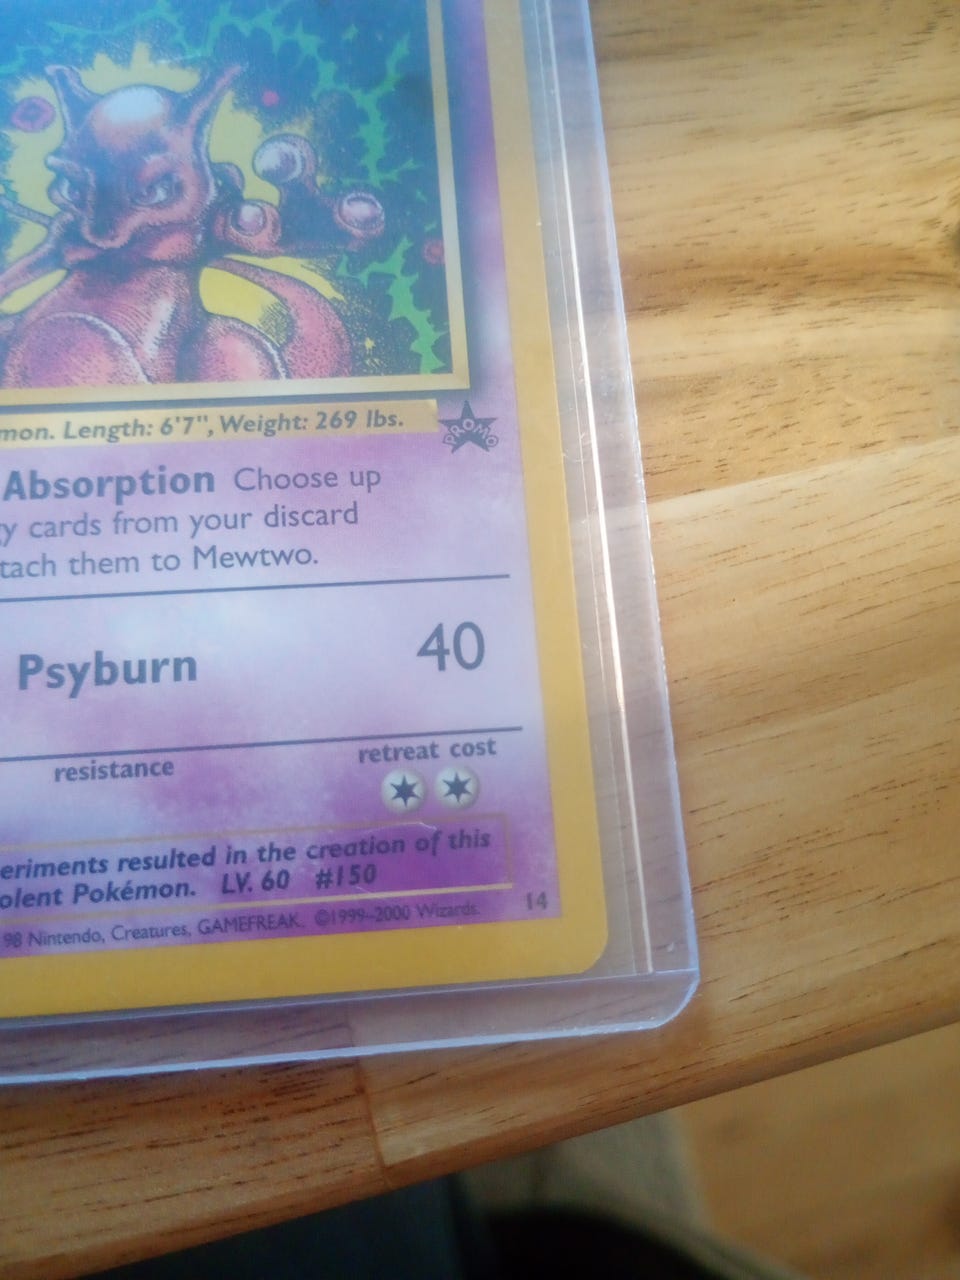 mon. Length: 6'7", Weight: 269 lbs.
PROMO
Absorption Choose up
y cards from your discard
tach them to Mewtwo.
Psyburn 40
resistance retreat cost
eriments resulted in the creation of this
olent Pokémon. LV. 60 #150
98 Nintendo, Creatures, GAMEFREAK. ©1999–2000 Wizards. 14